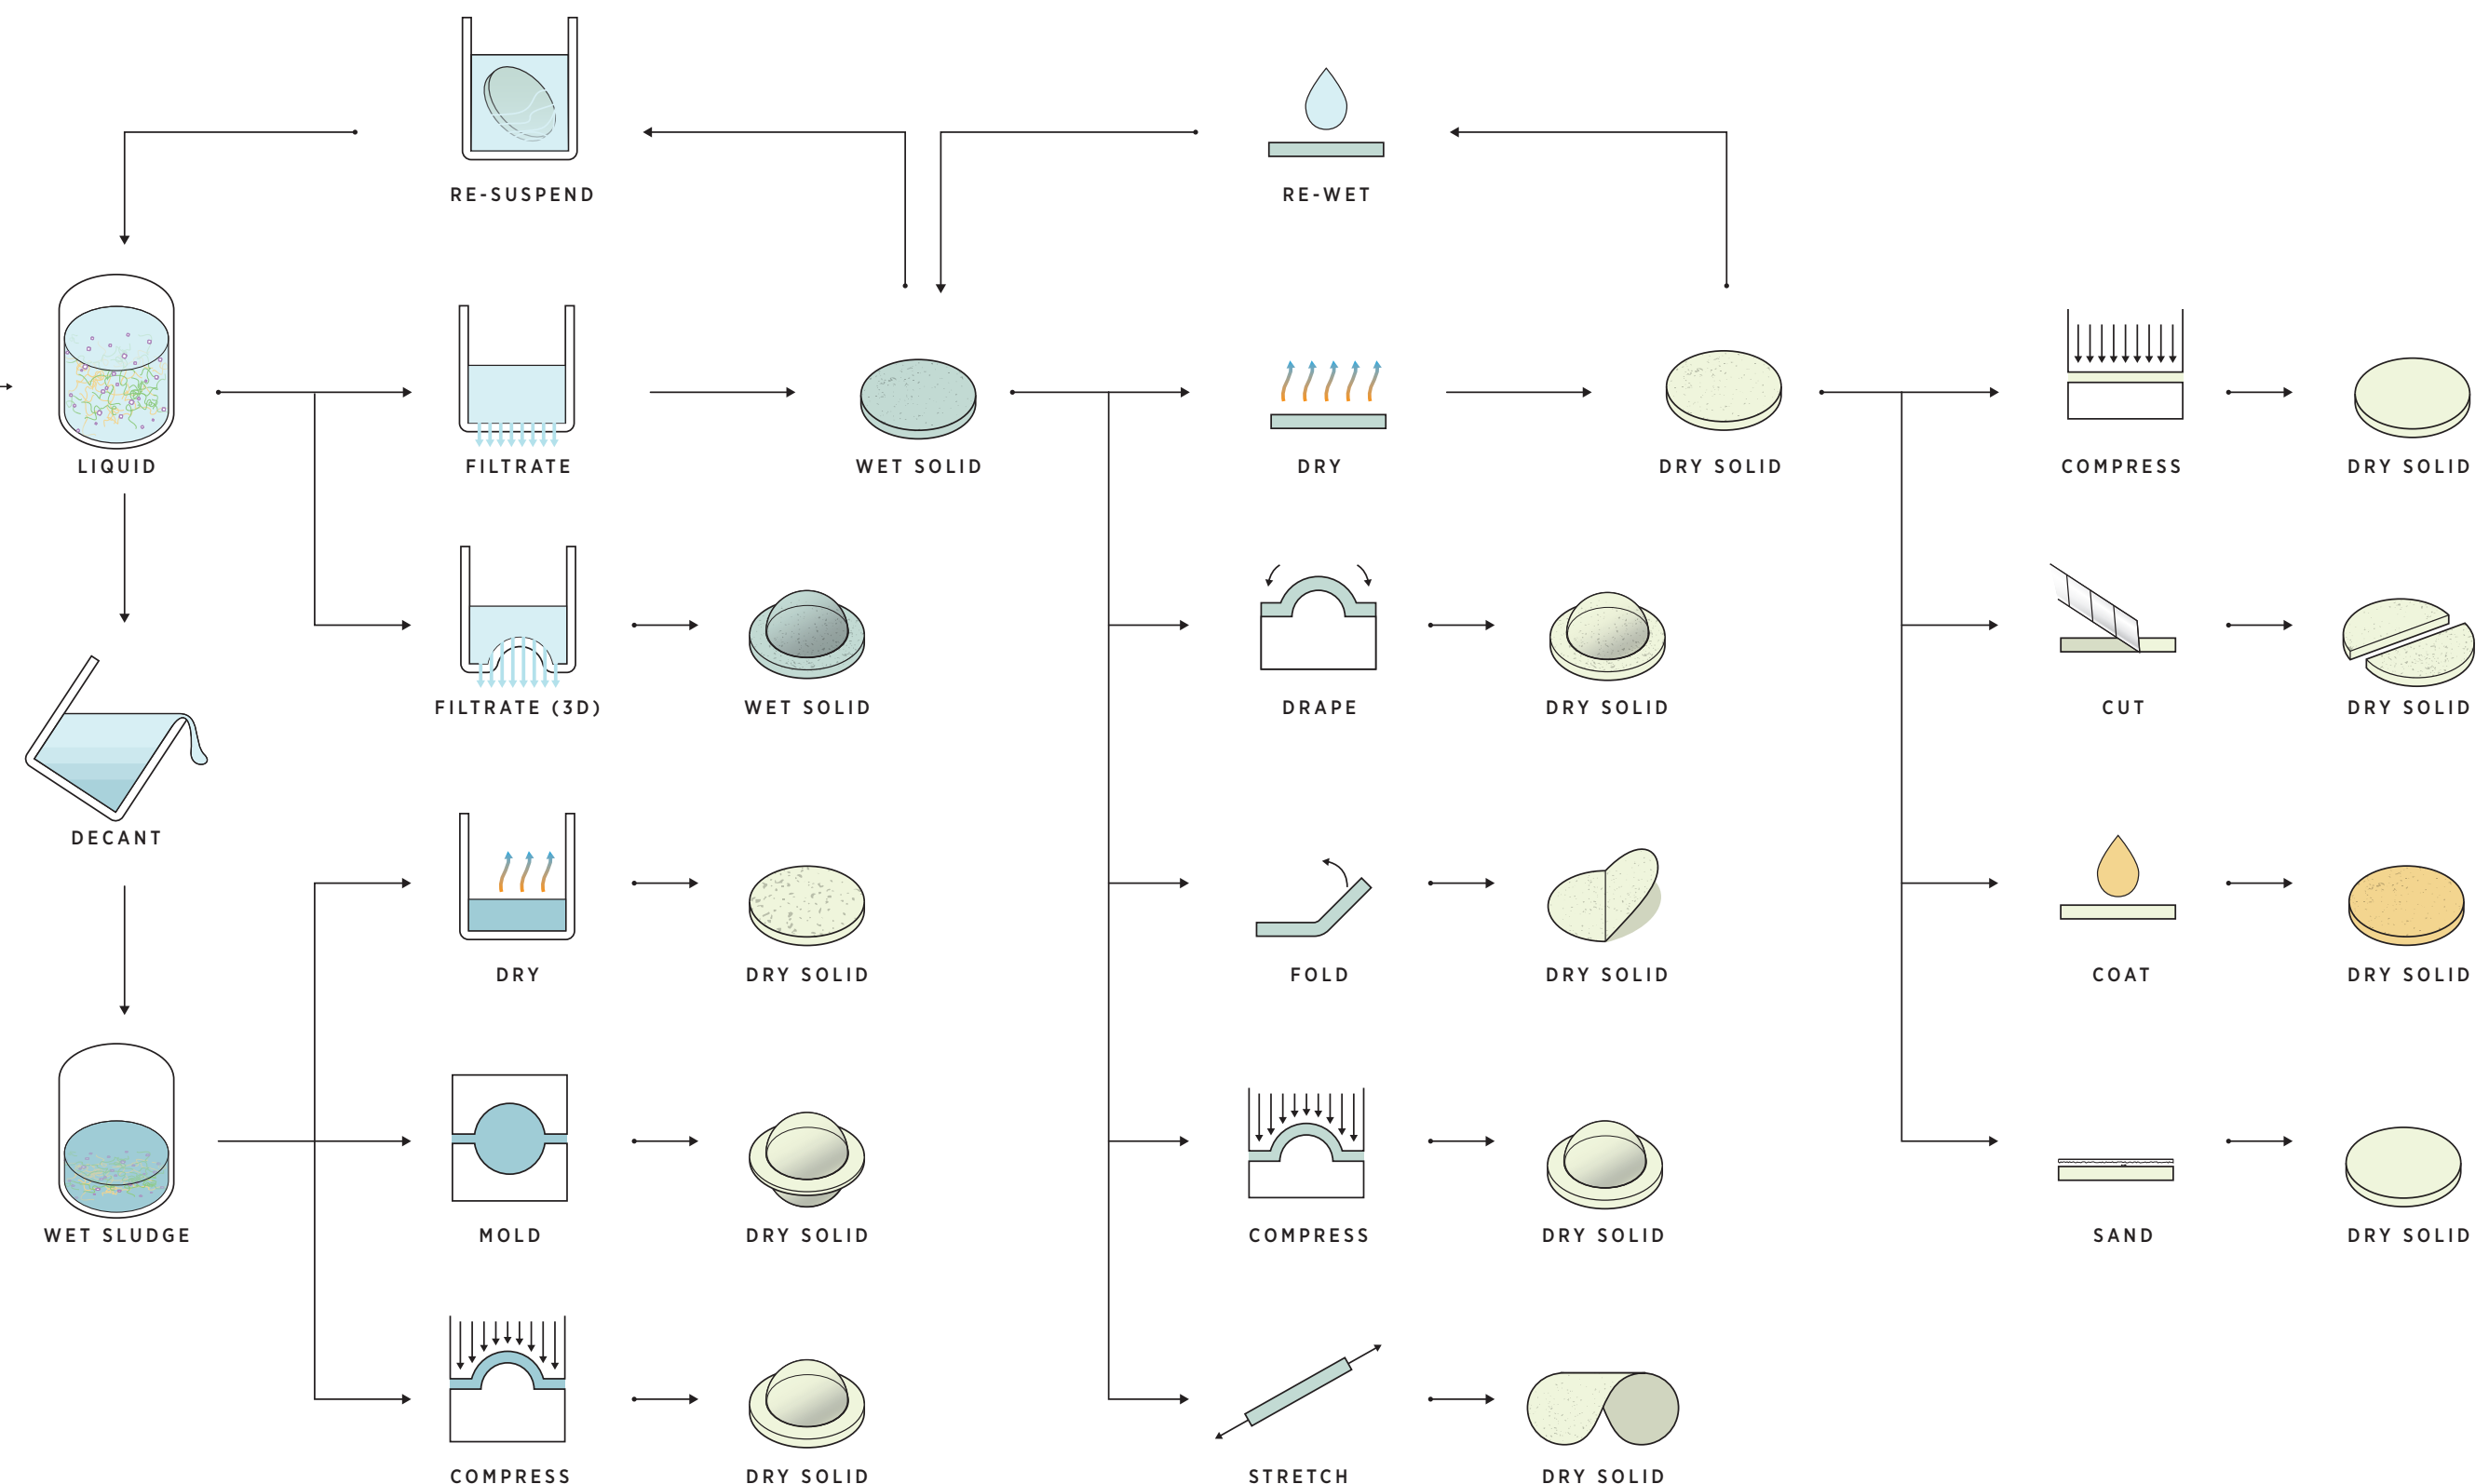 RE-SUSPEND
RE-WET
LIQUID
FILTRATE
WET SOLID
DRY
DRY SOLID
COMPRESS
DRY SOLID
FILTRATE (3D)
WET SOLID
DRAPE
DRY SOLID
CUT
DRY SOLID
DECANT
DRY
DRY SOLID
FOLD
DRY SOLID
COAT
DRY SOLID
WET SLUDGE
MOLD
DRY SOLID
COMPRESS
DRY SOLID
SAND
DRY SOLID
COMPRESS
DRY SOLID
STRETCH
DRY SOLID